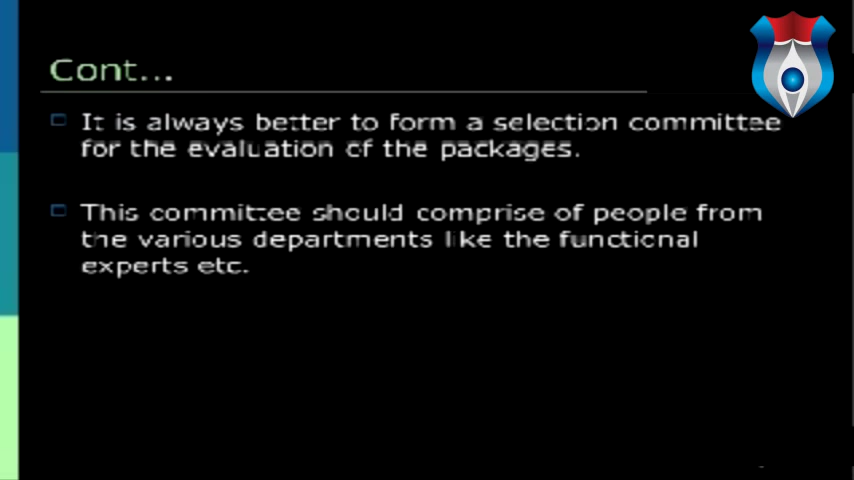 Cont...
It is always better to form a selection committee
for the evaluation of the packages.
This committee should comprise of people from
the various departments like the functional
experts etc.